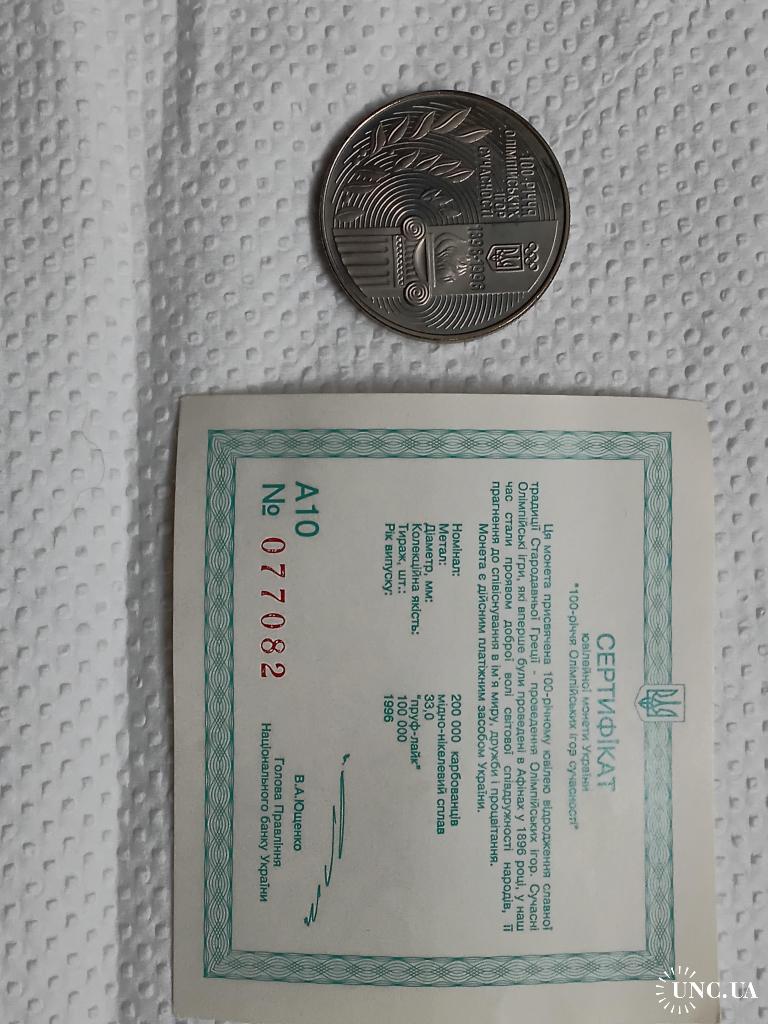 100-РІЧЧЯ
ОЛІМПІЙСЬКИХ
ІГОР
СУЧАСНОСТІ
1896-1996
СЕРТИФІКАТ
ювілейної монети України
"100-річчя Олімпійських ігор сучасності"
Ця монета присвячена 100-річному ювілею відродження славної
традиції Стародавньої Греції - проведення Олімпійських ігор. Сучасні
Олімпійські ігри, які вперше були проведені в Афінах у 1896 році, у наш
час стали проявом доброї волі світової співдружності народів, її
прагнення до співіснування в ім'я миру, дружби і процвітання.
Монета є дійсним платіжним засобом України.
Номінал: 200 000 карбованців
Метал: мідно-нікелевий сплав
Діаметр, мм: 33,0
Колекційна якість: "пруф-лайк"
Тираж, шт.: 100 000
Рік випуску: 1996
А10
№ 077082
В.А.Ющенко
Голова Правління
Національного банку України
UNC.UA